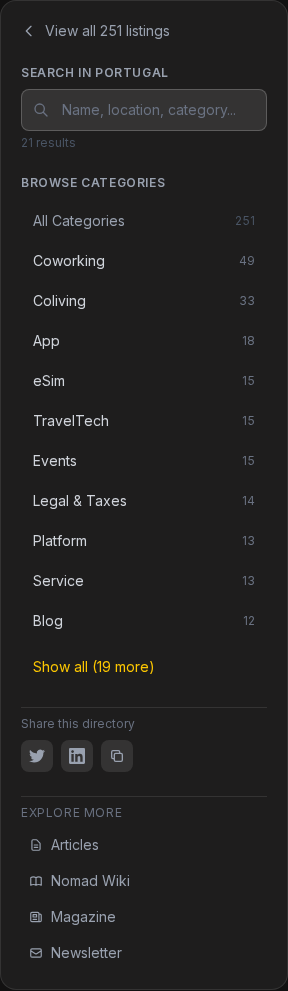 View all 251 listings
SEARCH IN PORTUGAL
Name, location, category...
21 results
BROWSE CATEGORIES
All Categories 251
Coworking 49
Coliving 33
App 18
eSim 15
TravelTech 15
Events 15
Legal & Taxes 14
Platform 13
Service 13
Blog 12
Show all (19 more)
Share this directory
EXPLORE MORE
Articles
Nomad Wiki
Magazine
Newsletter